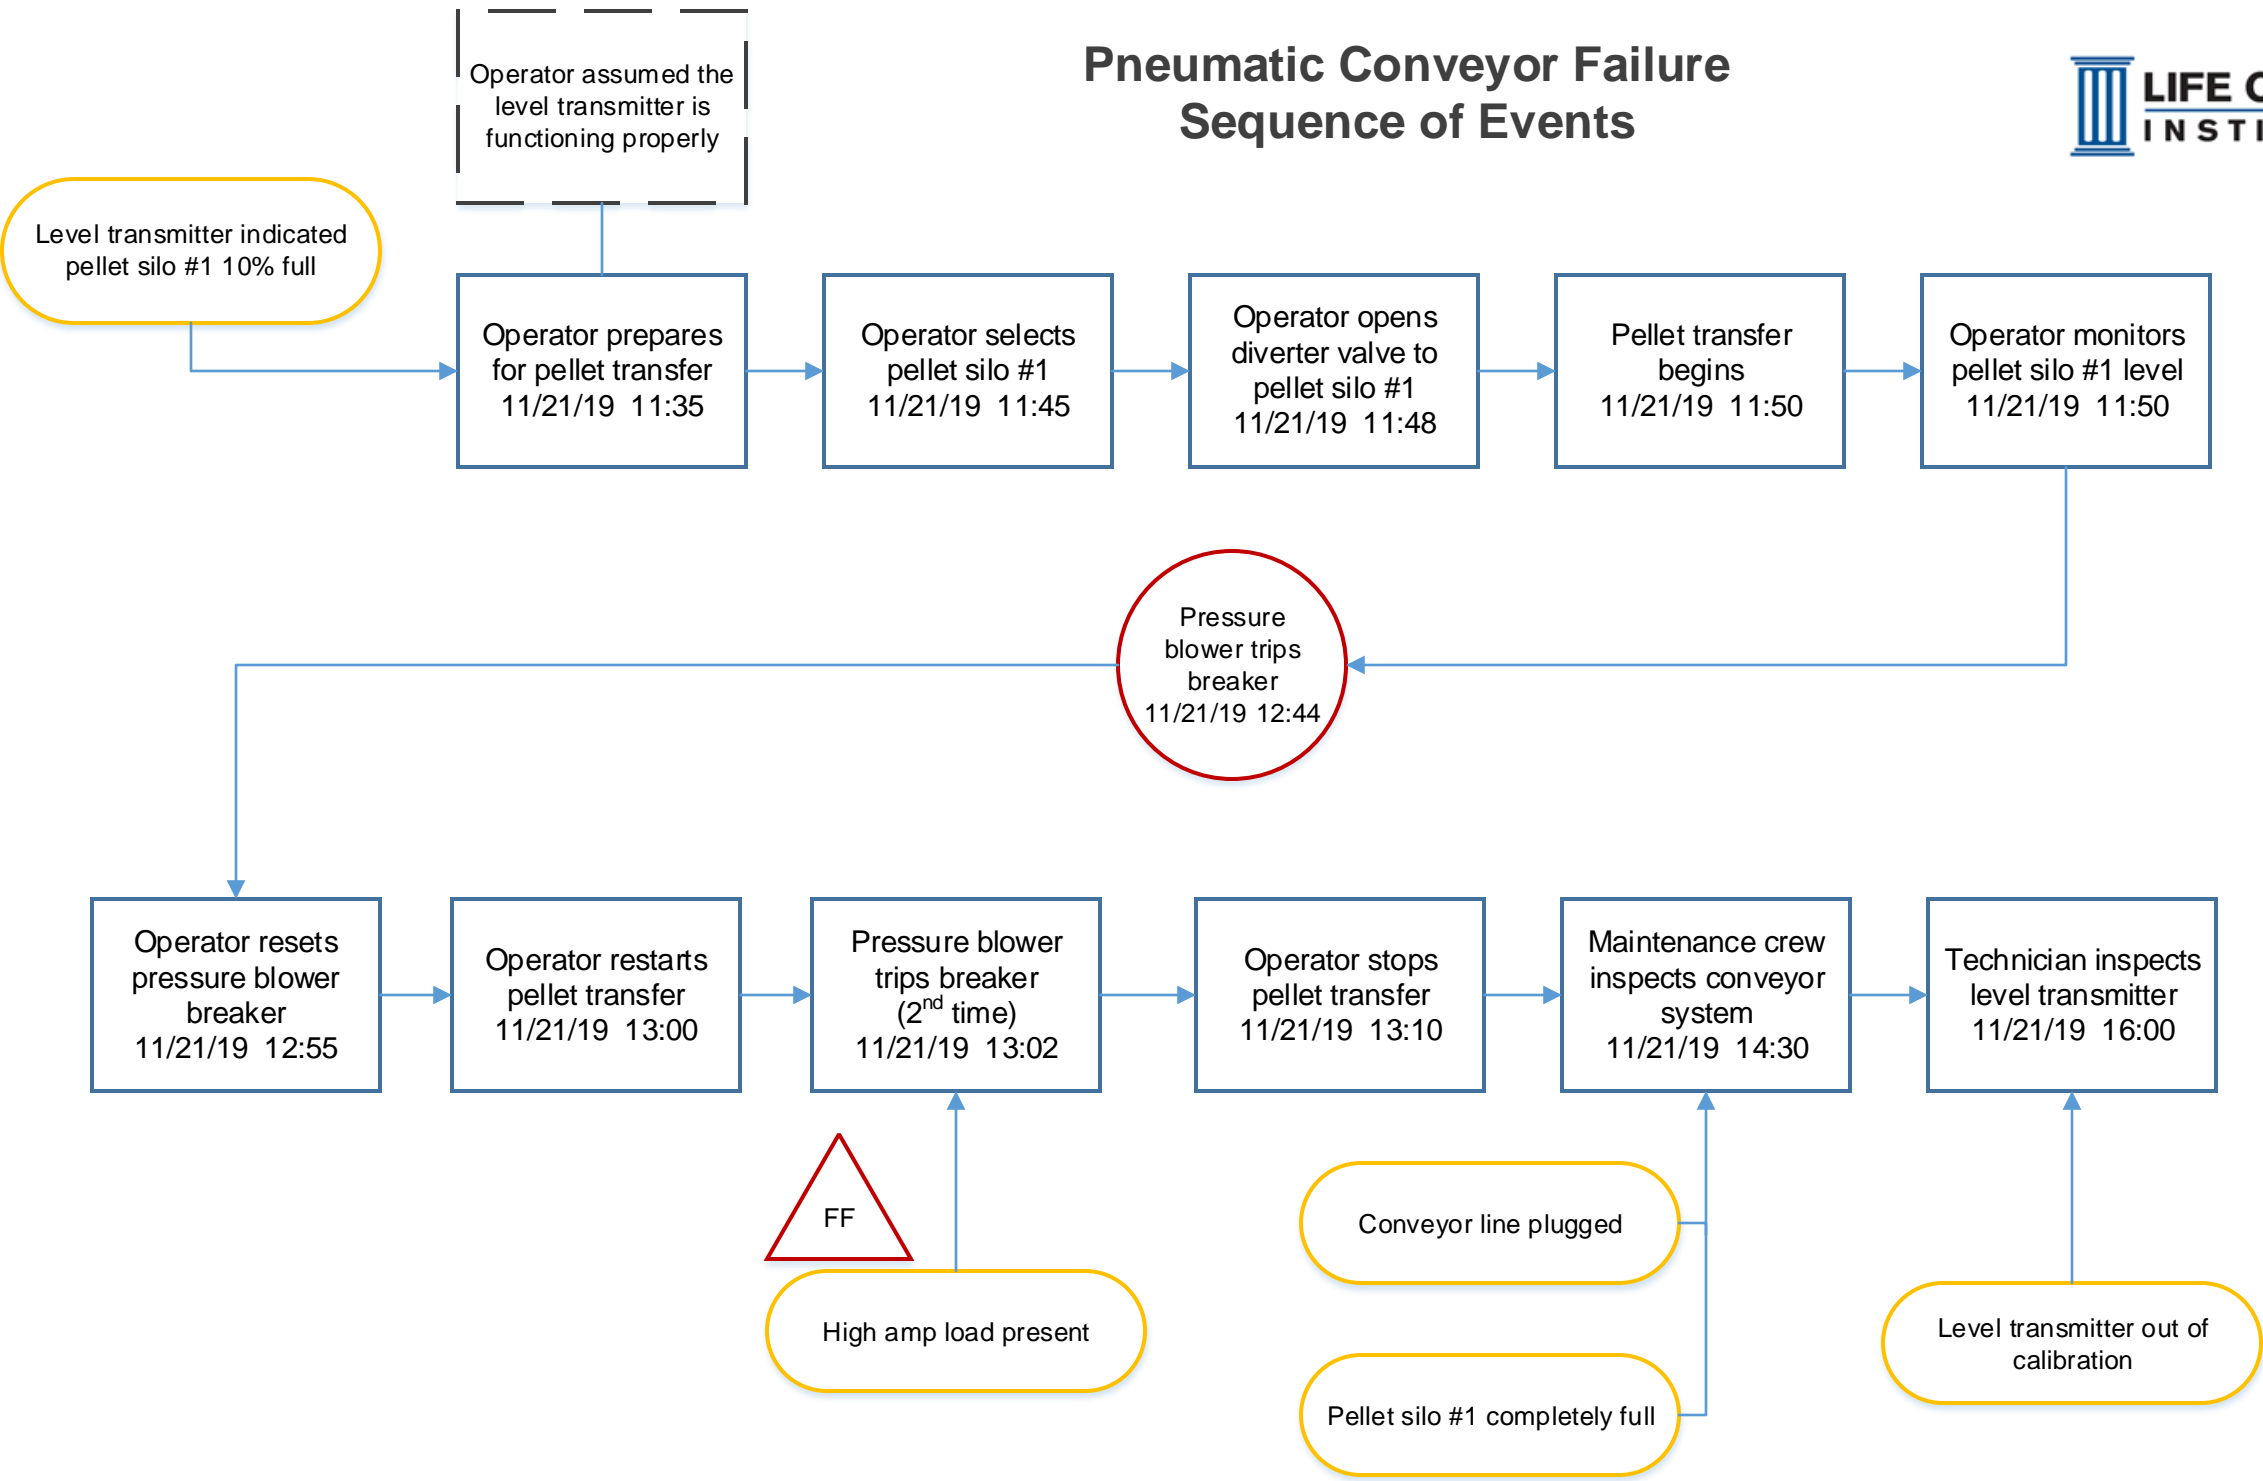 Operator assumed the
level transmitter is
functioning properly
Pneumatic Conveyor Failure
Sequence of Events
LIFE C
INSTI
Level transmitter indicated
pellet silo #1 10% full
Operator prepares
for pellet transfer
11/21/19 11:35
Operator selects
pellet silo #1
11/21/19 11:45
Operator opens
diverter valve to
pellet silo #1
11/21/19 11:48
Pellet transfer
begins
11/21/19 11:50
Operator monitors
pellet silo #1 level
11/21/19 11:50
Pressure
blower trips
breaker
11/21/19 12:44
Operator resets
pressure blower
breaker
11/21/19 12:55
Operator restarts
pellet transfer
11/21/19 13:00
Pressure blower
trips breaker
(2nd time)
11/21/19 13:02
Operator stops
pellet transfer
11/21/19 13:10
Maintenance crew
inspects conveyor
system
11/21/19 14:30
Technician inspects
level transmitter
11/21/19 16:00
FF
High amp load present
Conveyor line plugged
Pellet silo #1 completely full
Level transmitter out of
calibration